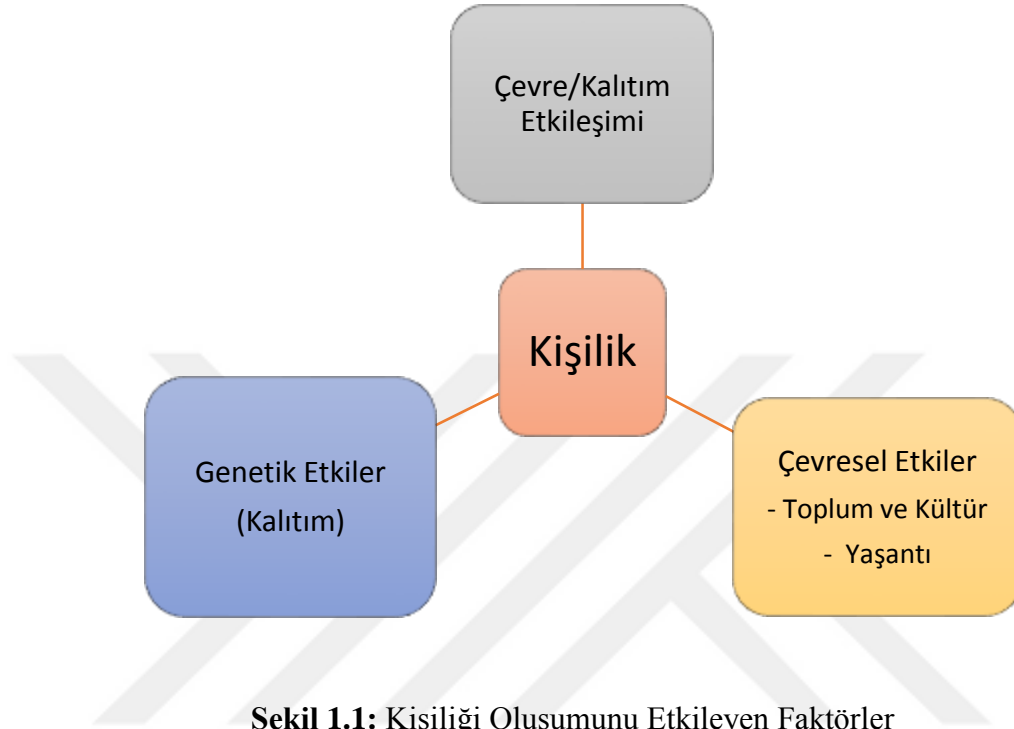 Çevre/Kalıtım
Etkileşimi
Kişilik
Genetik Etkiler
(Kalıtım)
Çevresel Etkiler
- Toplum ve Kültür
- Yaşantı
Şekil 1.1: Kişiliği Oluşumunu Etkileyen Faktörler